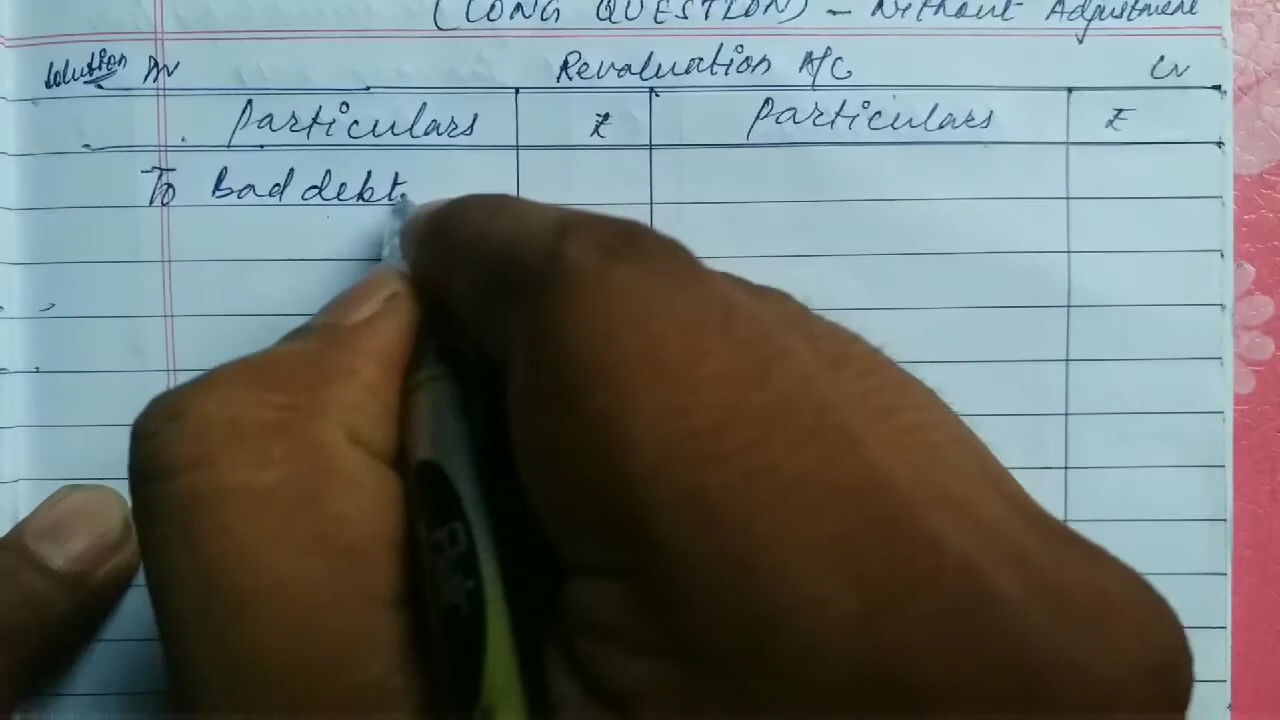 (LONG QUESTION) - Without Adjustment
Solution Dr Revaluation A/C Cr
Particulars ₹ Particulars ₹
To Bad debt